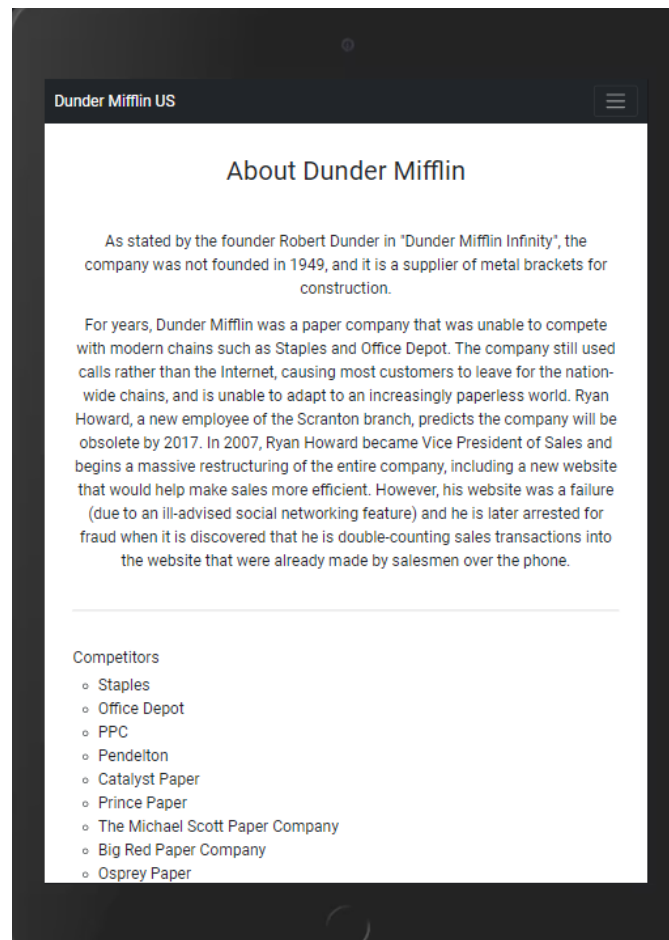 Dunder Mifflin US
About Dunder Mifflin
As stated by the founder Robert Dunder in "Dunder Mifflin Infinity", the
company was not founded in 1949, and it is a supplier of metal brackets for
construction.
For years, Dunder Mifflin was a paper company that was unable to compete
with modern chains such as Staples and Office Depot. The company still used
calls rather than the Internet, causing most customers to leave for the nation-
wide chains, and is unable to adapt to an increasingly paperless world. Ryan
Howard, a new employee of the Scranton branch, predicts the company will be
obsolete by 2017. In 2007, Ryan Howard became Vice President of Sales and
begins a massive restructuring of the entire company, including a new website
that would help make sales more efficient. However, his website was a failure
(due to an ill-advised social networking feature) and he is later arrested for
fraud when it is discovered that he is double-counting sales transactions into
the website that were already made by salesmen over the phone.
Competitors
Staples
Office Depot
PPC
Pendelton
Catalyst Paper
Prince Paper
The Michael Scott Paper Company
Big Red Paper Company
Osprey Paper